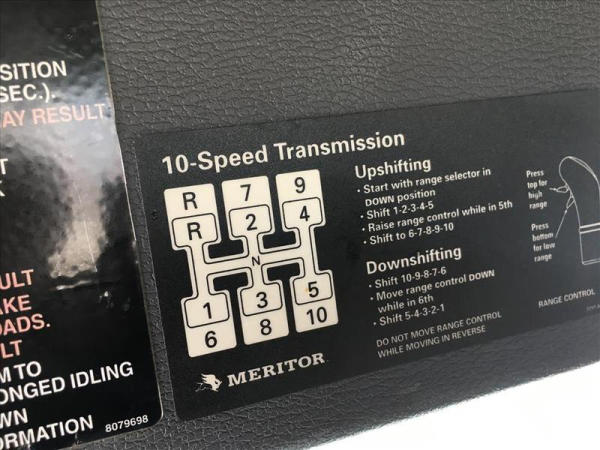 SITION
SEC.).
AY RESULT
T
K
ULT
AKE
OADS.
LT
M TO
ONGED IDLING
WN
ORMATION 8079698
10-Speed Transmission
R 7 9
R 2 4
N
1 3 5
6 8 10
MERITOR
Upshifting
· Start with range selector in
DOWN position
· Shift 1-2-3-4-5
· Raise range control while in 5th
· Shift to 6-7-8-9-10
Downshifting
· Shift 10-9-8-7-6
· Move range control DOWN
while in 6th
· Shift 5-4-3-2-1
DO NOT MOVE RANGE CONTROL
WHILE MOVING IN REVERSE
Press
top for
high
range
Press
bottom
for low
range
RANGE CONTROL